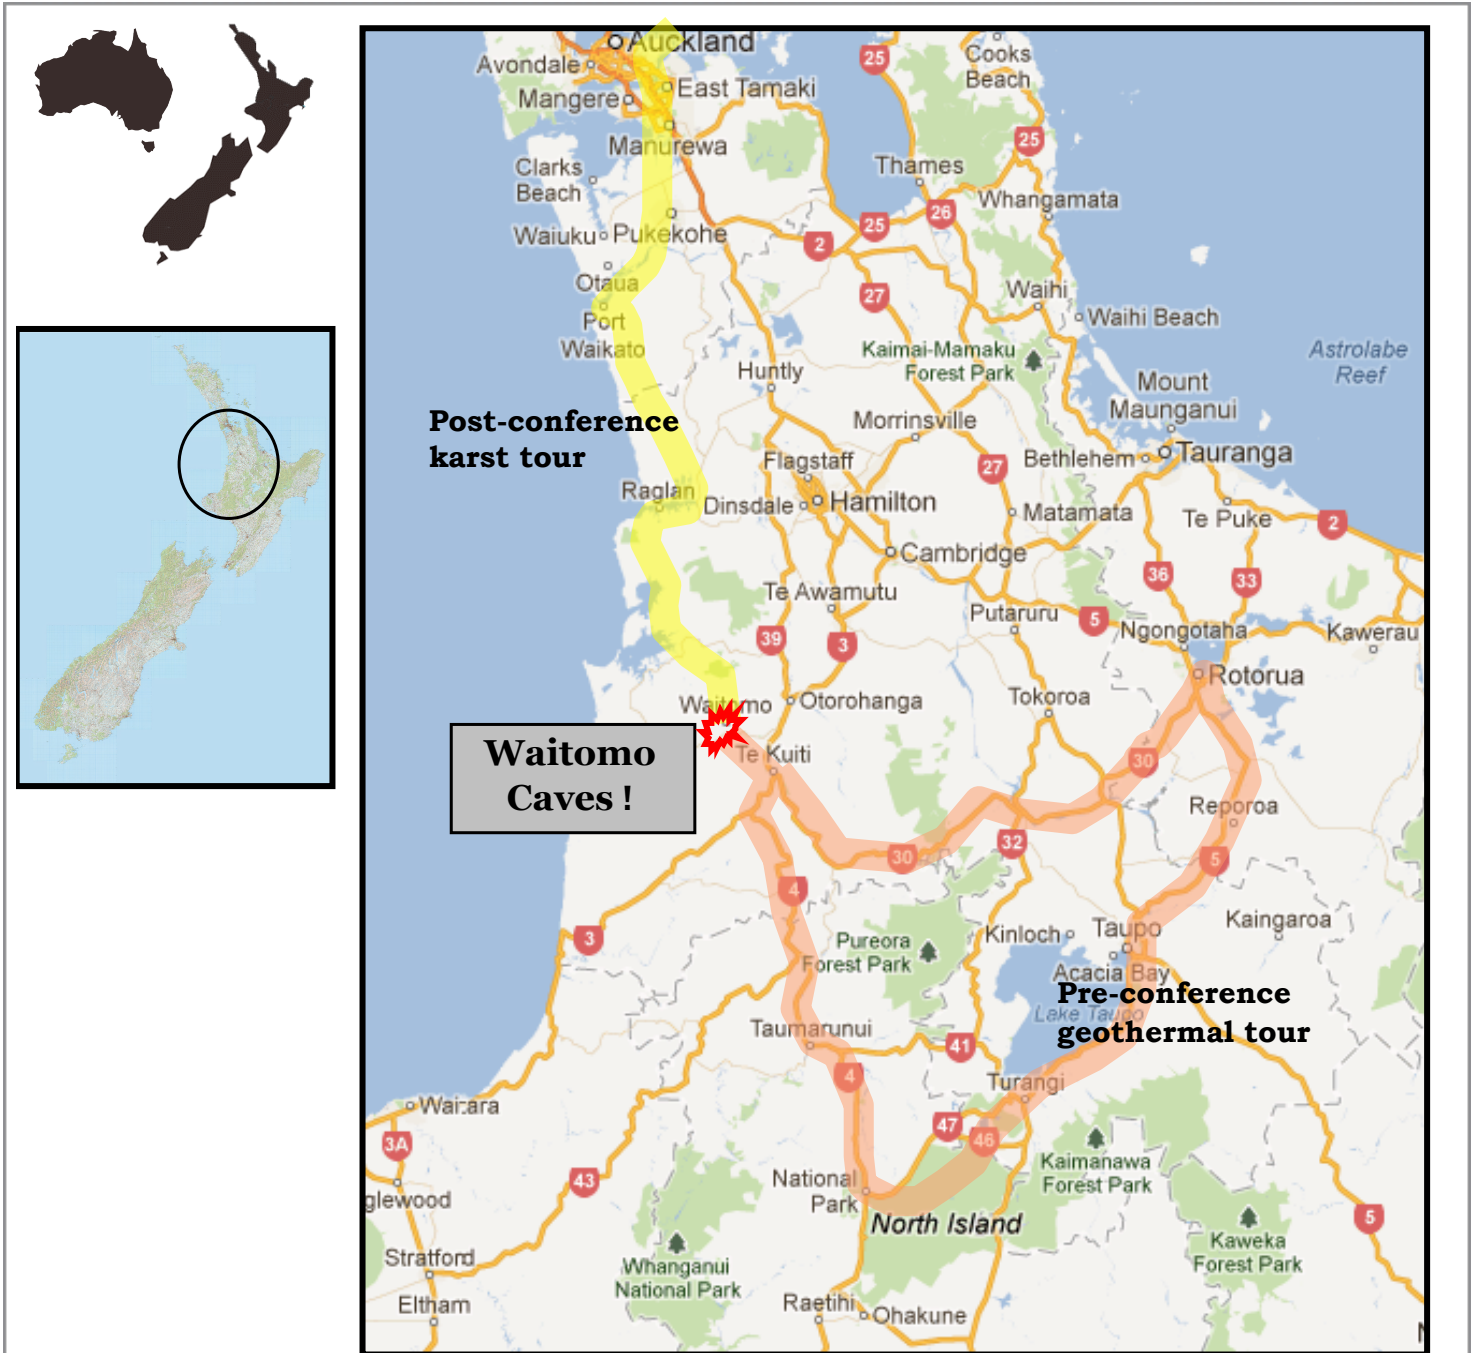 Auckland
Avondale
Mangere
East Tamaki
25
Cooks
Beach
Manurewa
Clarks
Beach
25
Thames
Whangamata
26
25
Waiuku
Pukekohe
2
Otaua
27
Waihi
Port
Waikato
Waihi Beach
Kaimai-Mamaku
Forest Park
Astrolabe
Reef
Huntly
Mount
Maunganui
Post-conference
karst tour
Morrinsville
Flagstaff
27
Bethlehem
Tauranga
Raglan
Dinsdale
Hamilton
Matamata
Te Puke
2
Cambridge
36
33
Te Awamutu
Putaruru
5
Ngongotaha
Kawerau
39
3
Rotorua
Waitomo
Otorohanga
Tokoroa
Waitomo
Caves !
Te Kuiti
30
Reporoa
30
32
5
4
3
Pureora
Forest Park
Kinloch
Taupo
Kaingaroa
Acacia Bay
Pre-conference
geothermal tour
Lake Taupo
Taumarunui
41
4
Turangi
Waitara
3A
47
46
Kaimanawa
Forest Park
43
glewood
National
Park
North Island
5
Stratford
Whanganui
National Park
Kaweka
Forest Park
Eltham
Raetihi
Ohakune